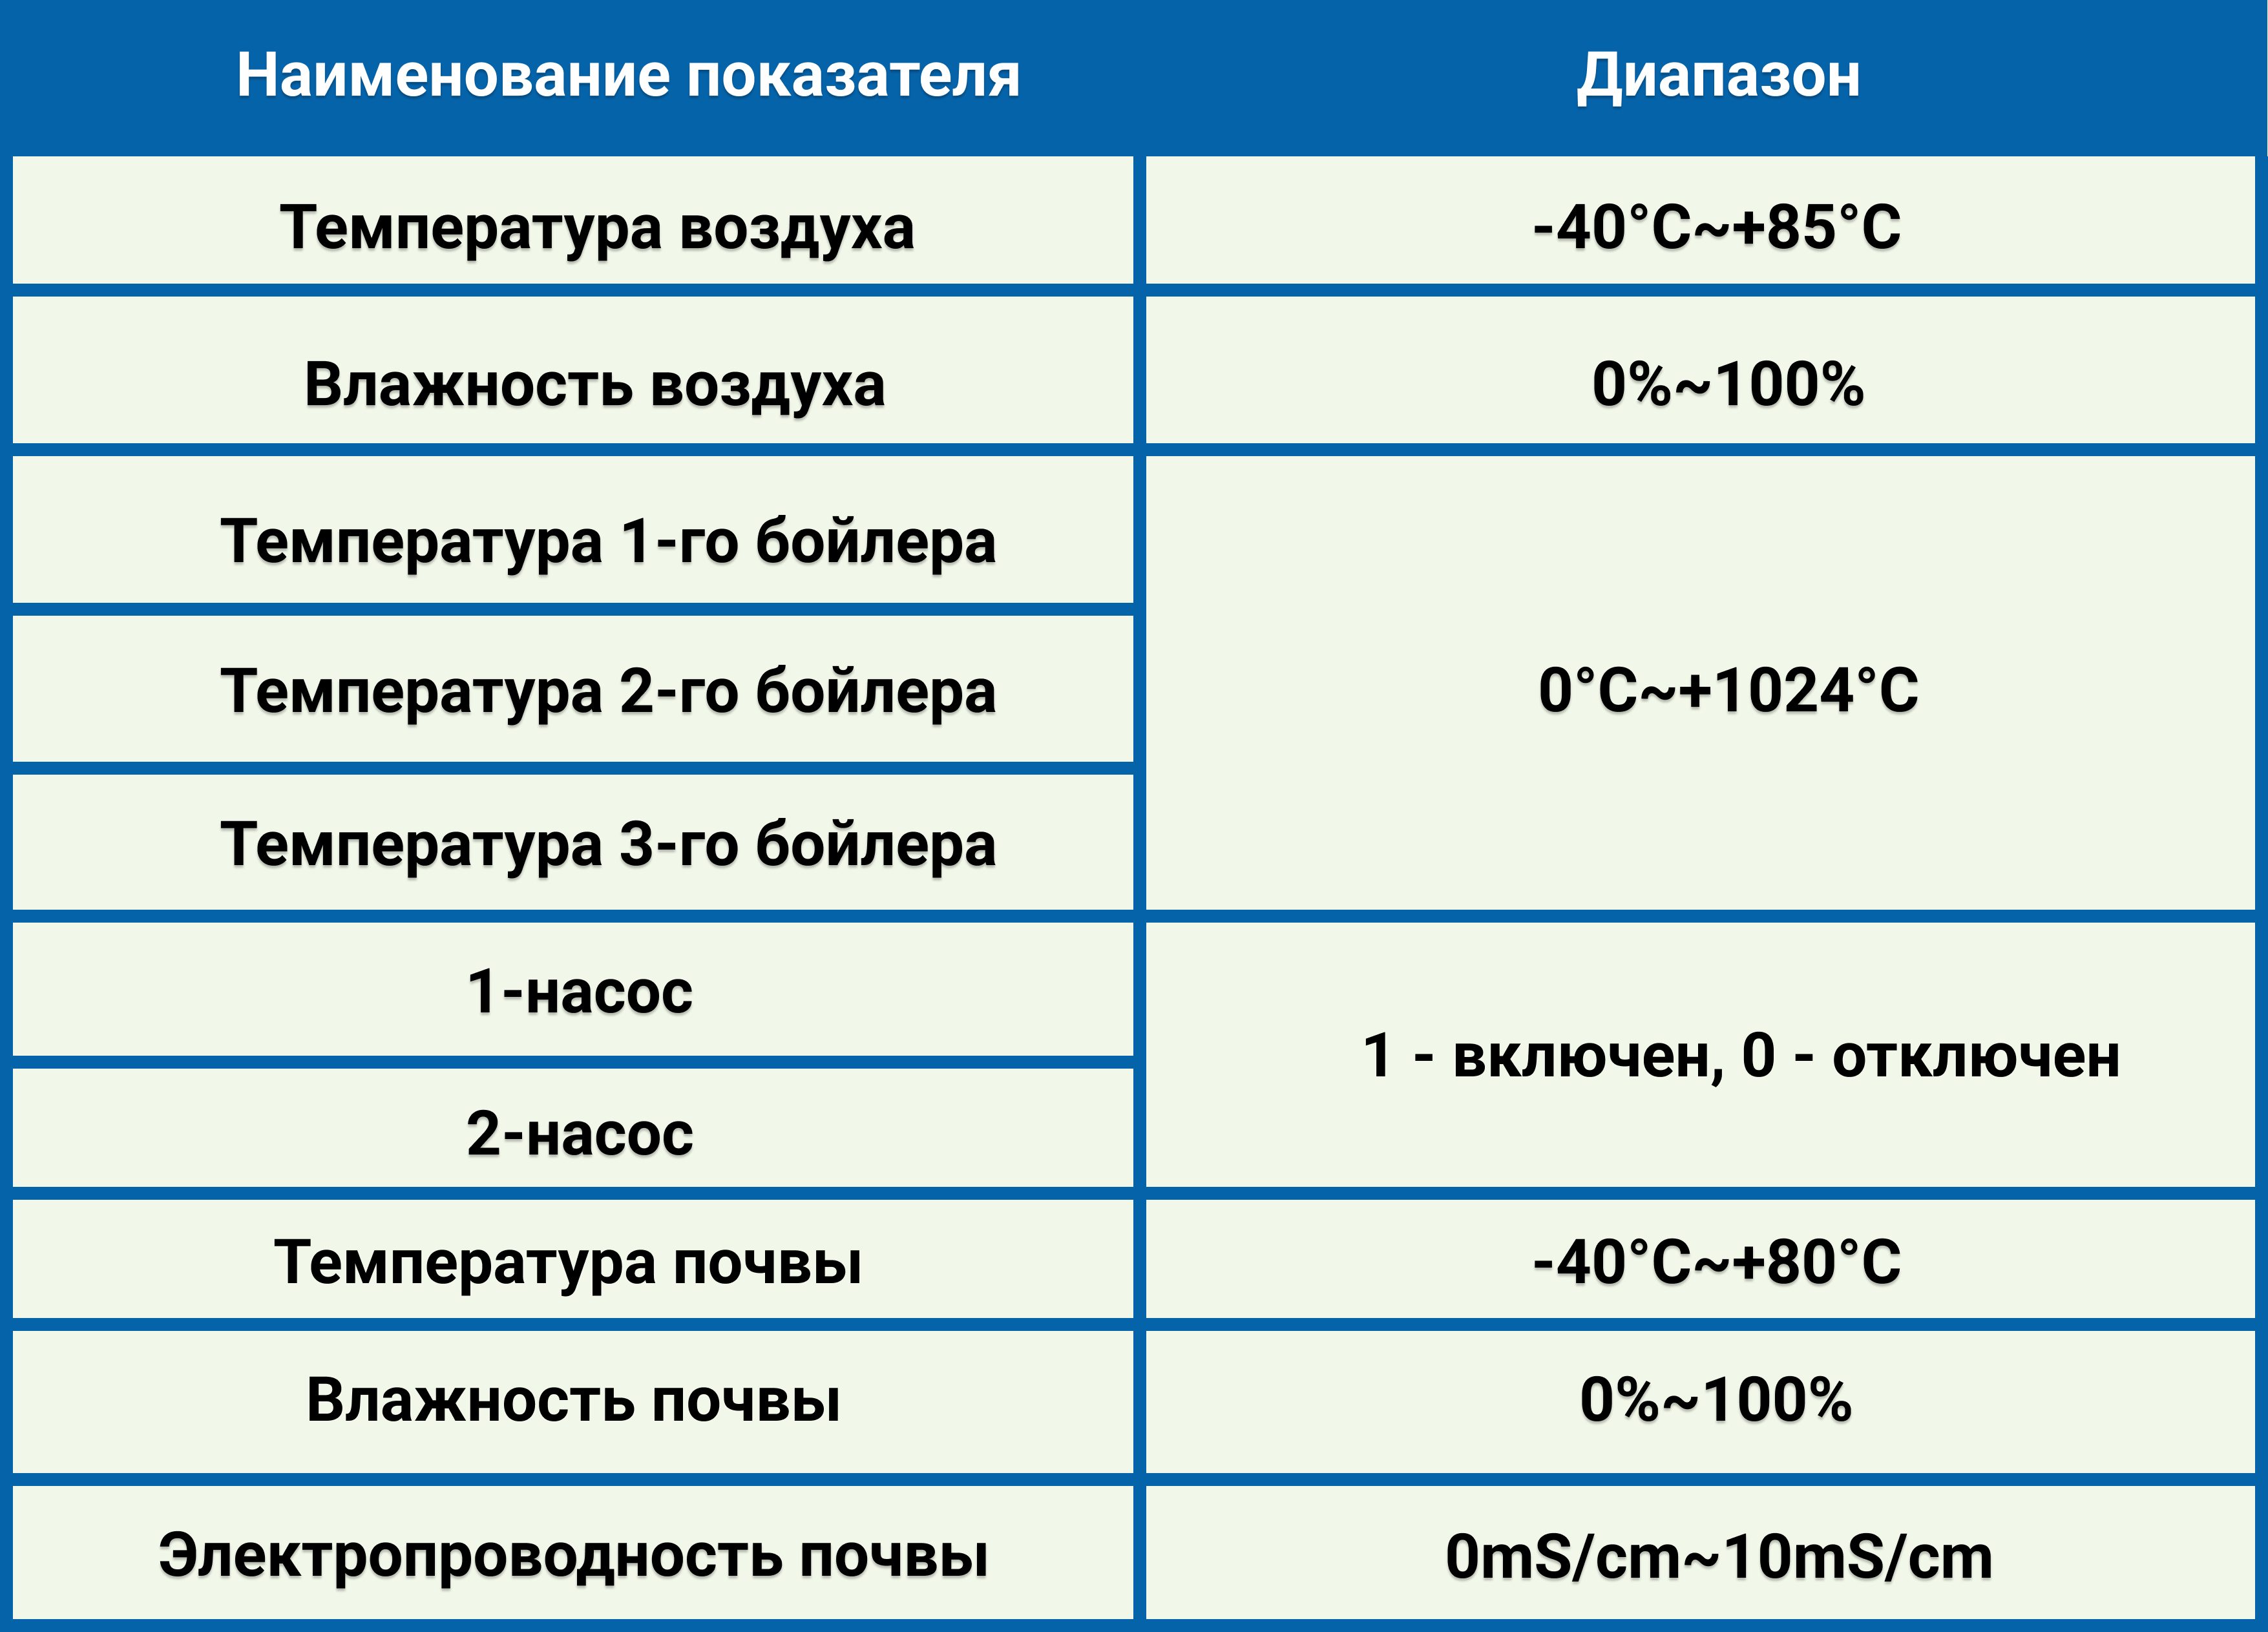 Наименование показателя Диапазон
Температура воздуха -40°C~+85°C
Влажность воздуха 0%~100%
Температура 1-го бойлера
Температура 2-го бойлера 0°C~+1024°C
Температура 3-го бойлера
1-насос
1 - включен, 0 - отключен
2-насос
Температура почвы -40°C~+80°C
Влажность почвы 0%~100%
Электропроводность почвы 0mS/cm~10mS/cm